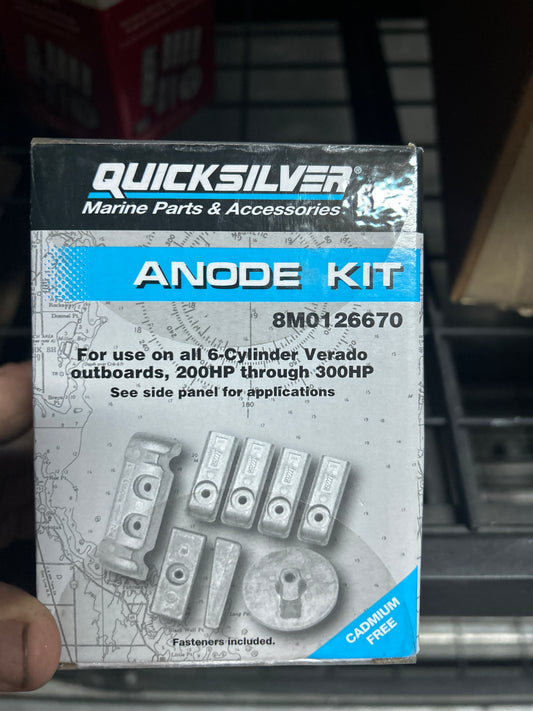 QUICKSILVER®
Marine Parts & Accessories
ANODE KIT
8M0126670
For use on all 6-Cylinder Verado
outboards, 200HP through 300HP
See side panel for applications
Fasteners included.
CADMIUM
FREE